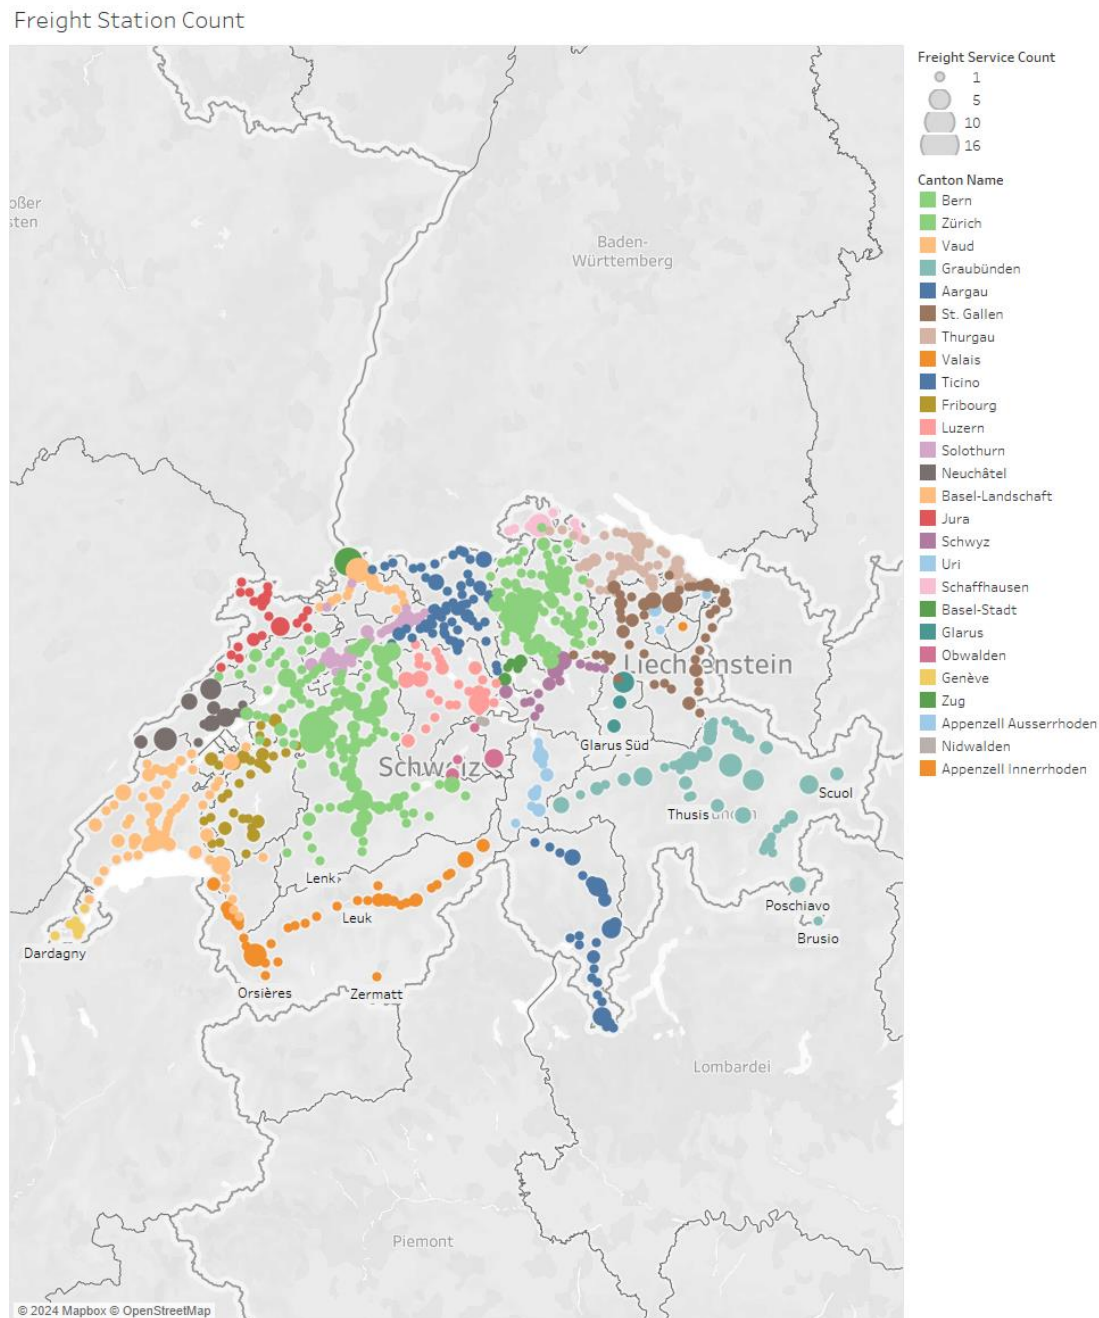 Freight Station Count
Freight Service Count
1
5
10
16
Canton Name
Bern
Zürich
Vaud
Graubünden
Aargau
St. Gallen
Thurgau
Valais
Ticino
Fribourg
Luzern
Solothurn
Neuchâtel
Basel-Landschaft
Jura
Schwyz
Uri
Schaffhausen
Basel-Stadt
Glarus
Obwalden
Genève
Zug
Appenzell Ausserrhoden
Nidwalden
Appenzell Innerrhoden
Baden-
Württemberg
Liechtenstein
Glarus Süd
Schweiz
Scuol
Thusis
Lenk
Leuk
Poschiavo
Brusio
Dardagny
Orsières
Zermatt
Lombardei
Piemont
© 2024 Mapbox © OpenStreetMap